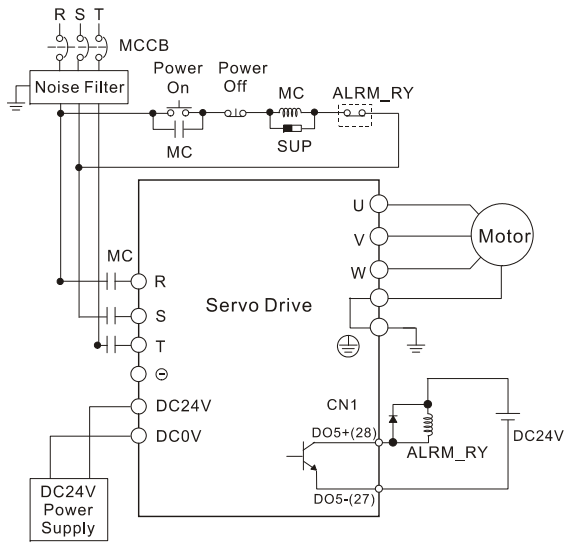 R S T
MCCB
Noise Filter
Power
On
Power
Off
MC
ALRM_RY
MC
SUP
MC
R
S
T
⊖
DC24V
DC0V
Servo Drive
U
V
W
Motor
CN1
DO5+(28)
DO5-(27)
ALRM_RY
DC24V
DC24V
Power
Supply